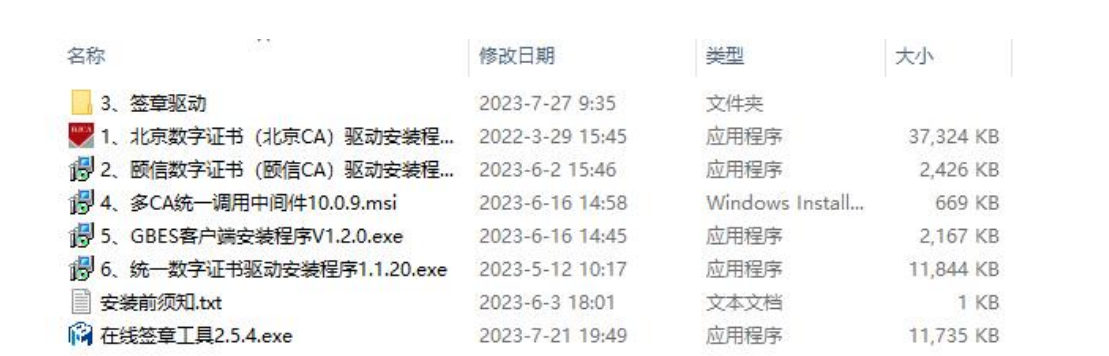 名称 修改日期 类型 大小
3、签章驱动 2023-7-27 9:35 文件夹
1、北京数字证书（北京CA）驱动安装程... 2022-3-29 15:45 应用程序 37,324 KB
2、颐信数字证书（颐信CA）驱动安装程... 2023-6-2 15:46 应用程序 2,426 KB
4、多CA统一调用中间件10.0.9.msi 2023-6-16 14:58 Windows Install... 669 KB
5、GBES客户端安装程序V1.2.0.exe 2023-6-16 14:45 应用程序 2,167 KB
6、统一数字证书驱动安装程序1.1.20.exe 2023-5-12 10:17 应用程序 11,844 KB
安装前须知.txt 2023-6-3 18:01 文本文档 1 KB
在线签章工具2.5.4.exe 2023-7-21 19:49 应用程序 11,735 KB